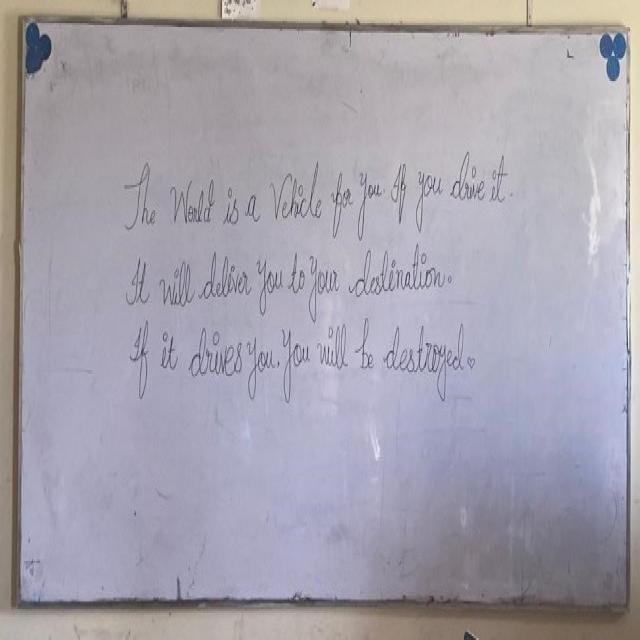 The World is a Vehicle for you. If you drive it.
It will deliver you to your destination.
If it drives you. You will be destroyed.